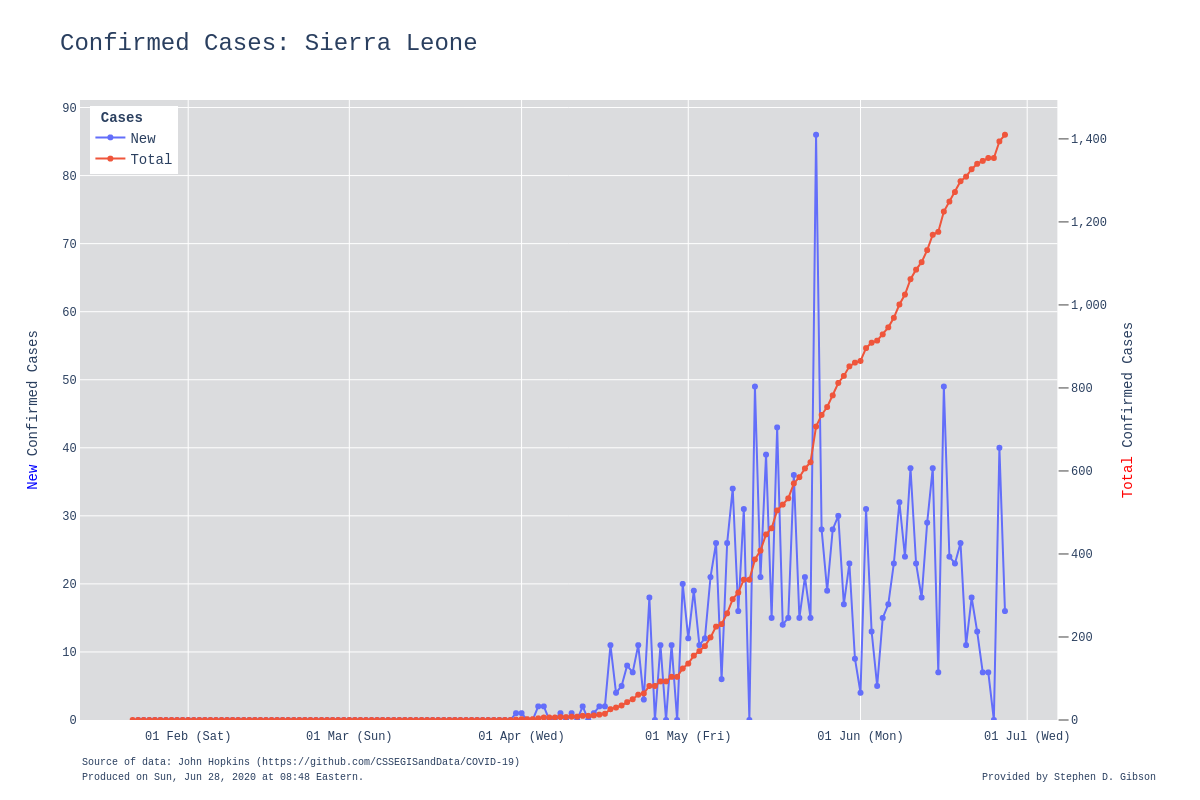 Confirmed Cases: Sierra Leone
Cases
New
Total
90
80
70
60
50
40
30
20
10
0
New Confirmed Cases
1,400
1,200
1,000
800
600
400
200
0
Total Confirmed Cases
01 Feb (Sat) 01 Mar (Sun) 01 Apr (Wed) 01 May (Fri) 01 Jun (Mon) 01 Jul (Wed)
Source of data: John Hopkins (https://github.com/CSSEGISandData/COVID-19)
Produced on Sun, Jun 28, 2020 at 08:48 Eastern.
Provided by Stephen D. Gibson